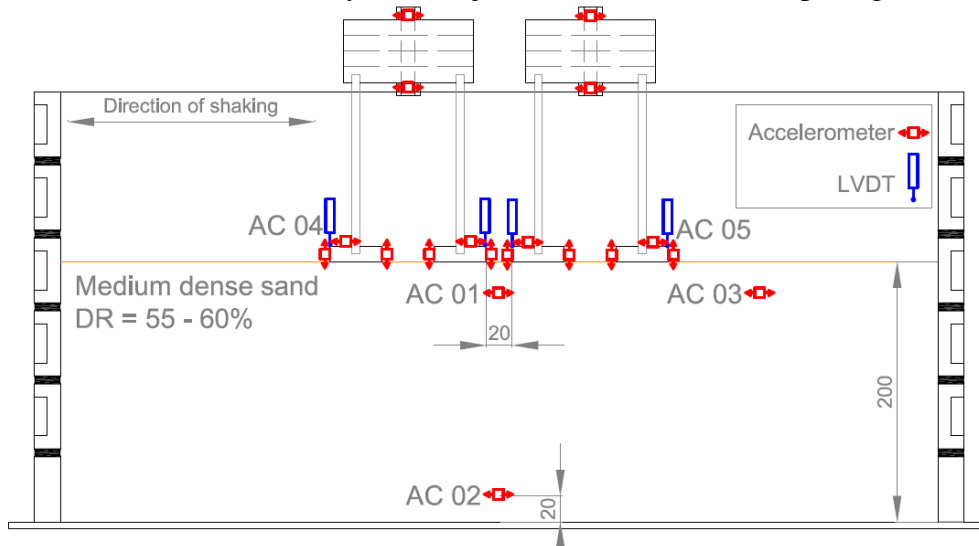 Direction of shaking
Accelerometer
LVDT
AC 04
AC 05
Medium dense sand
DR = 55 - 60%
AC 01
AC 03
20
200
AC 02
20